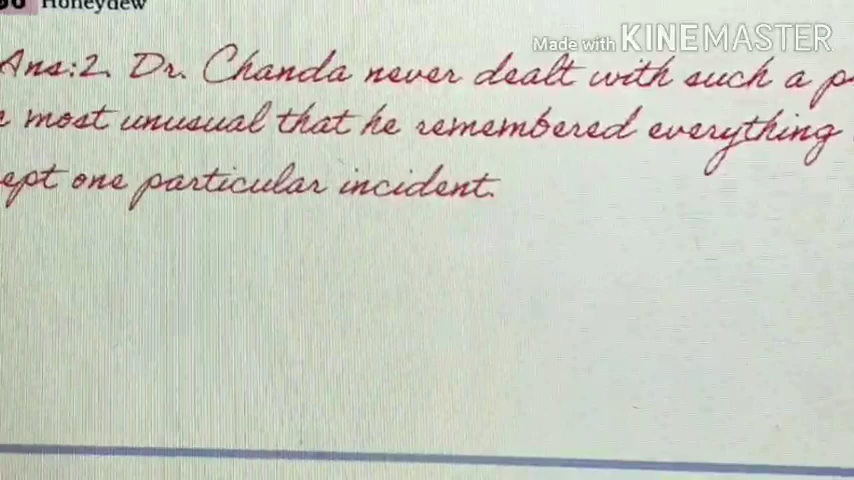 Honeydew
Made with KINEMASTER
Ans:2. Dr. Chanda never dealt with such a
most unusual that he remembered everything
one particular incident.